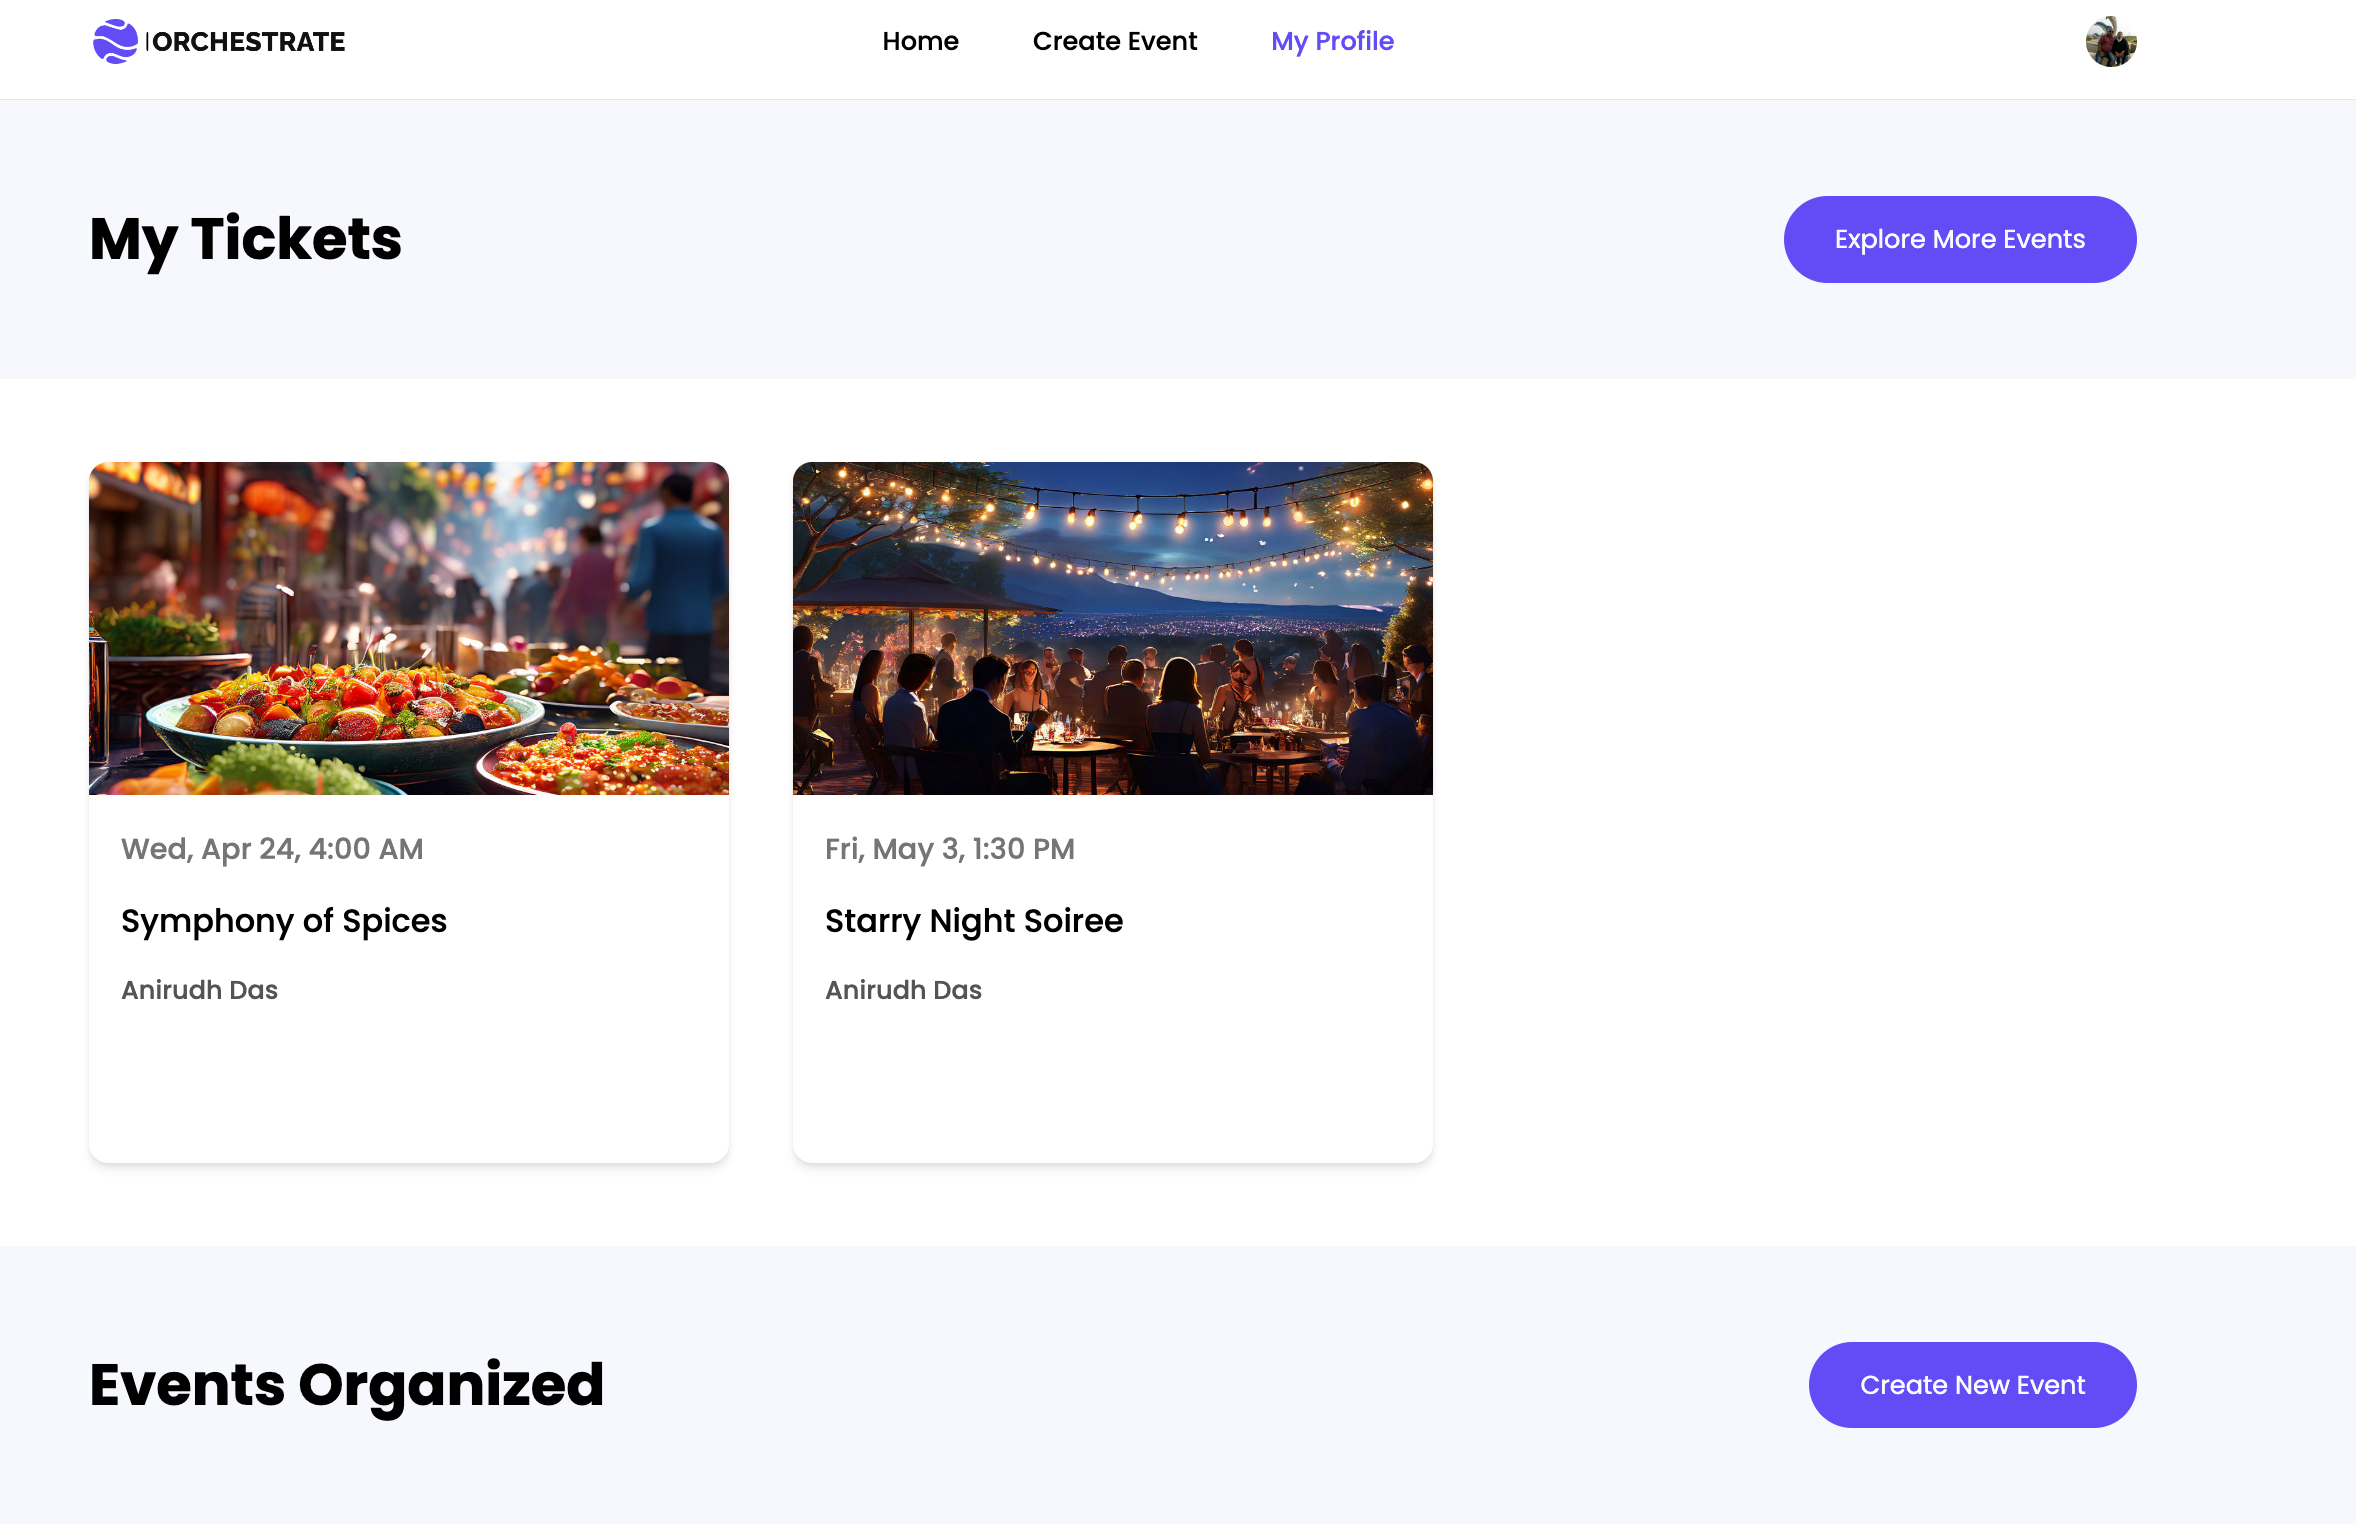 |ORCHESTRATE
Home
Create Event
My Profile
My Tickets
Explore More Events
Wed, Apr 24, 4:00 AM
Symphony of Spices
Anirudh Das
Fri, May 3, 1:30 PM
Starry Night Soiree
Anirudh Das
Events Organized
Create New Event